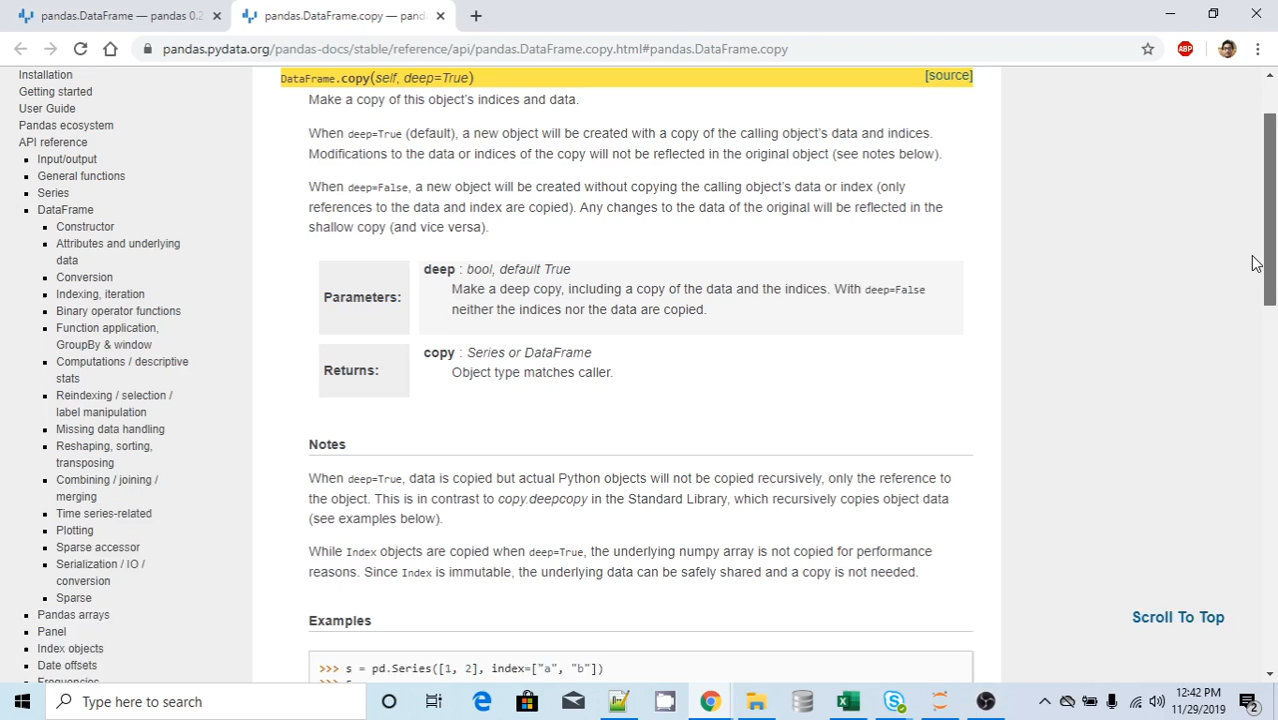 pandas.DataFrame — pandas 0.2
pandas.DataFrame.copy — pand
pandas.pydata.org/pandas-docs/stable/reference/api/pandas.DataFrame.copy.html#pandas.DataFrame.copy
ABP
Installation
Getting started
User Guide
Pandas ecosystem
API reference
Input/output
General functions
Series
DataFrame
Constructor
Attributes and underlying
data
Conversion
Indexing, iteration
Binary operator functions
Function application,
GroupBy & window
Computations / descriptive
stats
Reindexing / selection /
label manipulation
Missing data handling
Reshaping, sorting,
transposing
Combining / joining /
merging
Time series-related
Plotting
Sparse accessor
Serialization / IO /
conversion
Sparse
Pandas arrays
Panel
Index objects
Date offsets
Frequencies
DataFrame.copy(self, deep=True)
[source]
Make a copy of this object's indices and data.
When deep=True (default), a new object will be created with a copy of the calling object's data and indices.
Modifications to the data or indices of the copy will not be reflected in the original object (see notes below).
When deep=False, a new object will be created without copying the calling object's data or index (only
references to the data and index are copied). Any changes to the data of the original will be reflected in the
shallow copy (and vice versa).
Parameters:
deep : bool, default True
Make a deep copy, including a copy of the data and the indices. With deep=False
neither the indices nor the data are copied.
Returns:
copy : Series or DataFrame
Object type matches caller.
Notes
When deep=True, data is copied but actual Python objects will not be copied recursively, only the reference to
the object. This is in contrast to copy.deepcopy in the Standard Library, which recursively copies object data
(see examples below).
While Index objects are copied when deep=True, the underlying numpy array is not copied for performance
reasons. Since Index is immutable, the underlying data can be safely shared and a copy is not needed.
Examples
>>> s = pd.Series([1, 2], index=["a", "b"])
>>> s
Scroll To Top
Type here to search
12:42 PM
11/29/2019
2